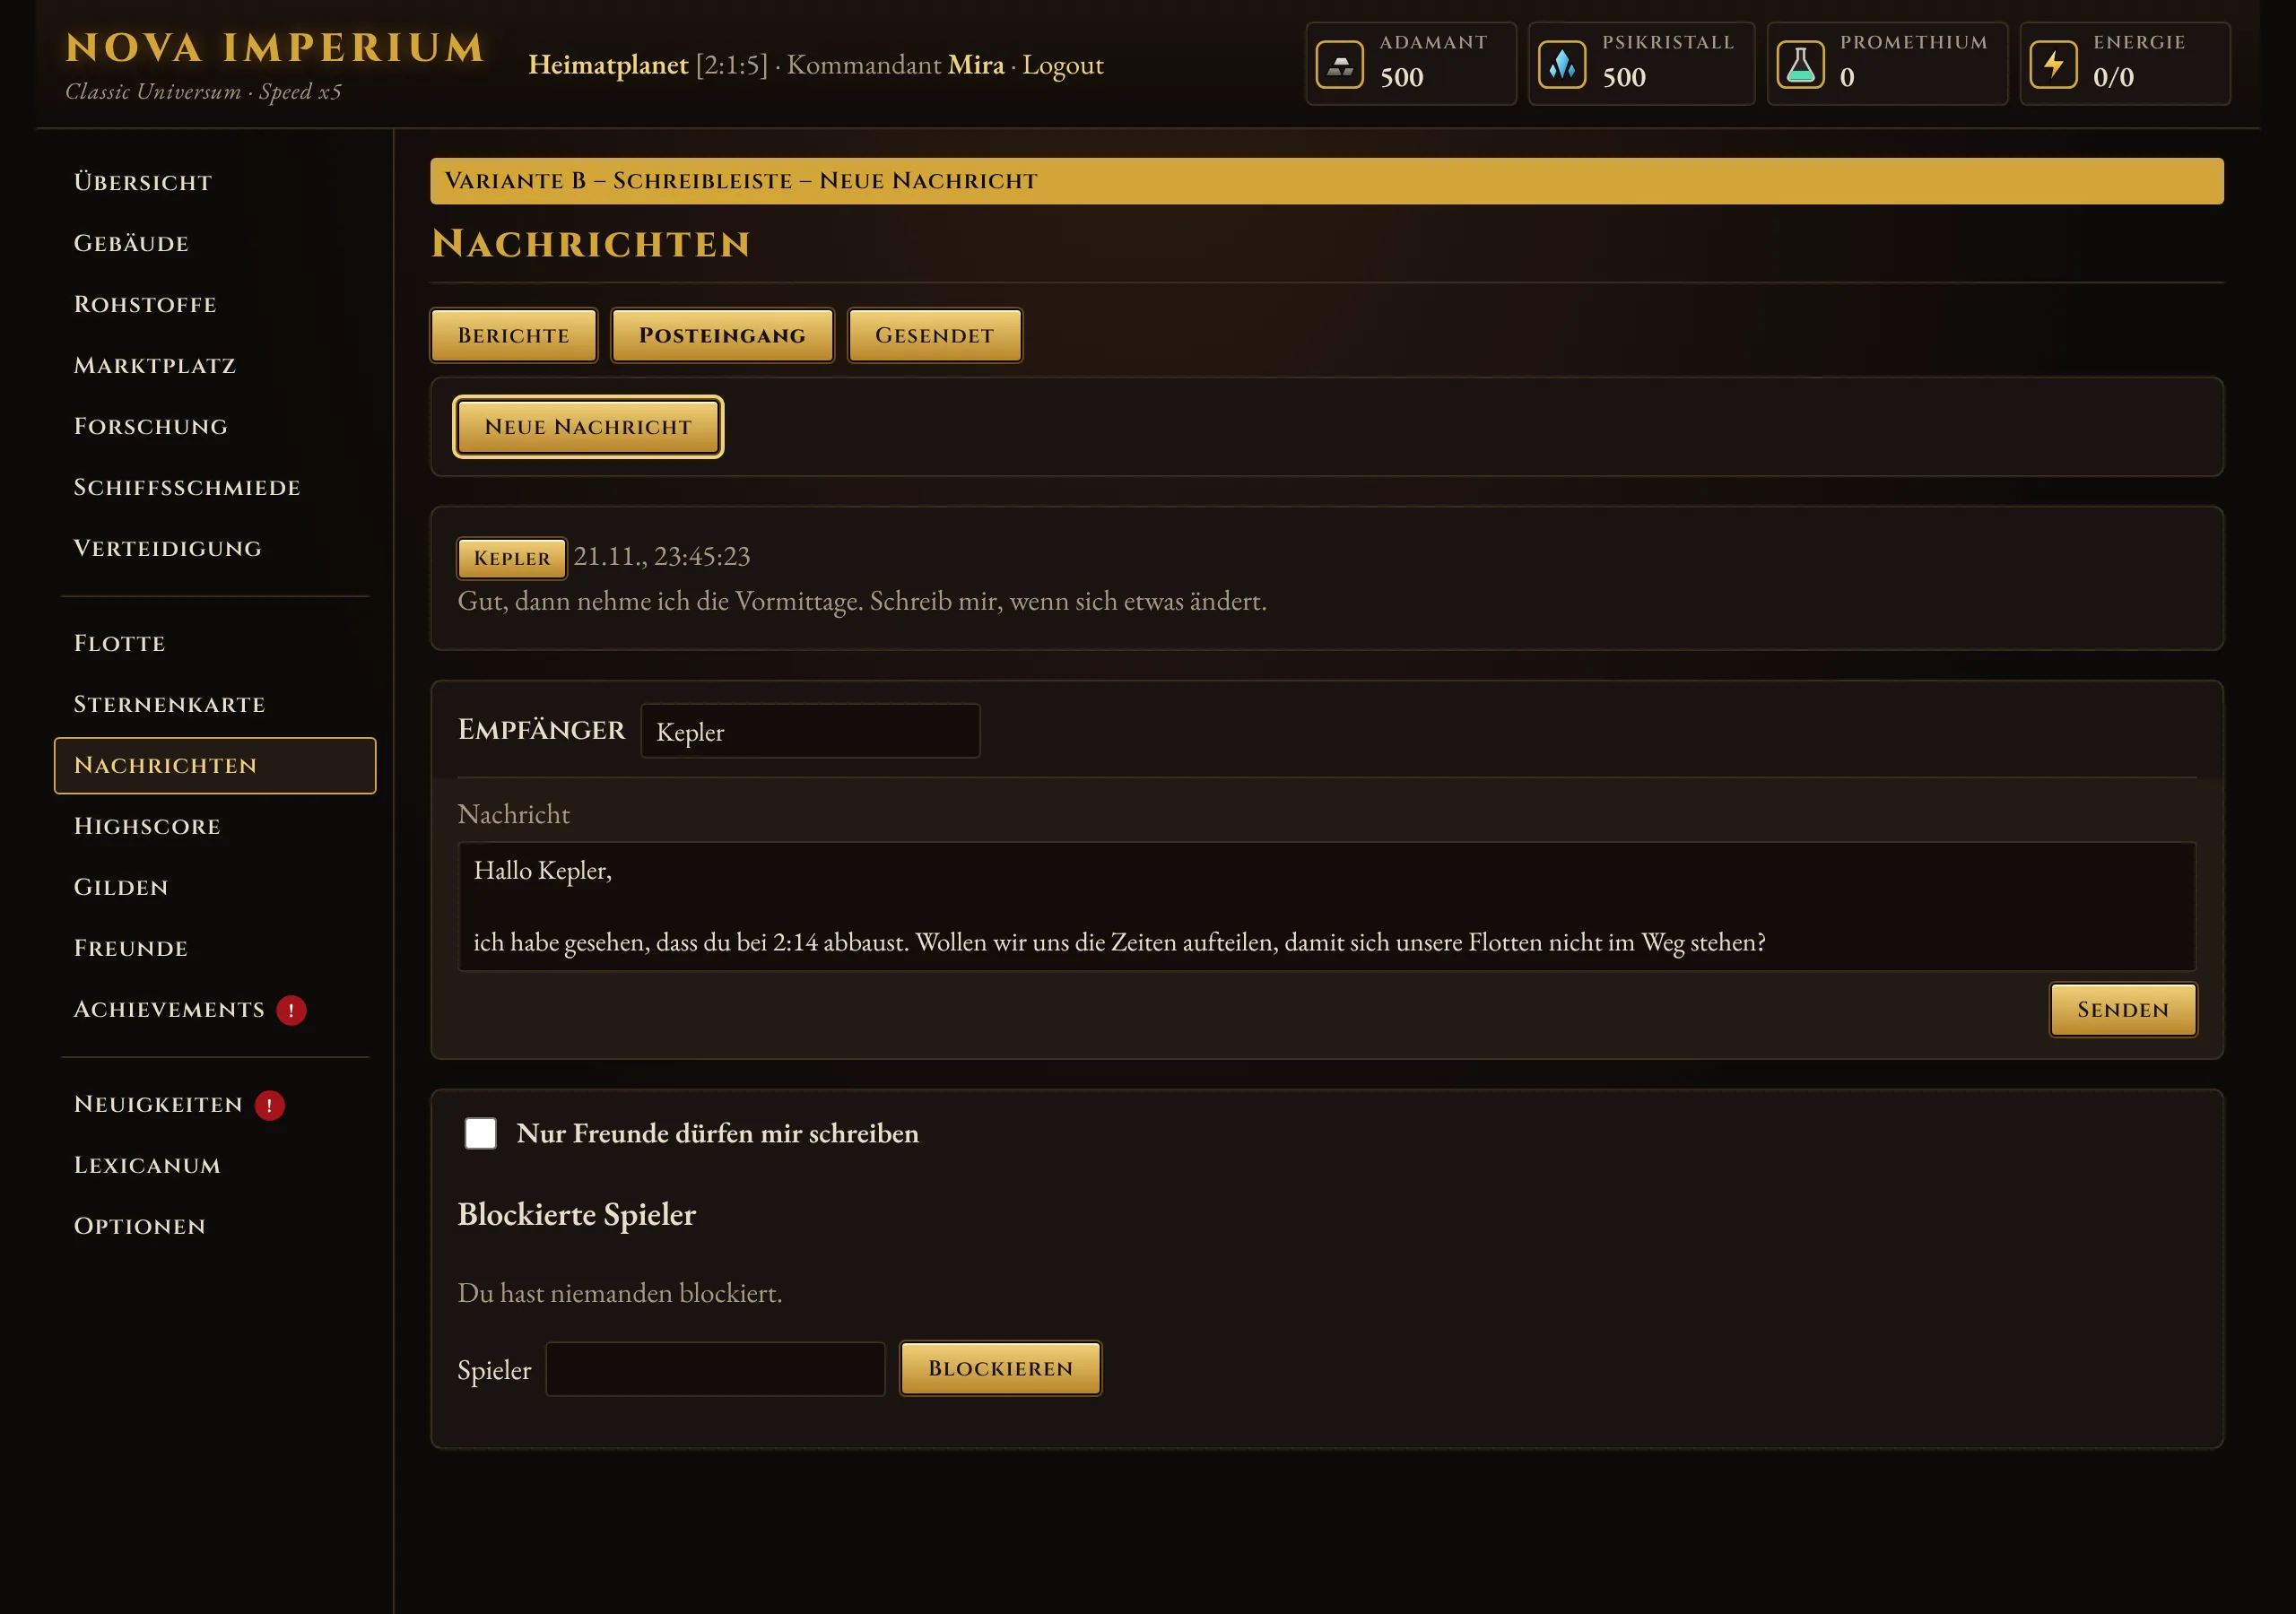 NOVA IMPERIUM
Classic Universum · Speed x5
Heimatplanet [2:1:5] · Kommandant Mira · Logout
ADAMANT
500
PSIKRISTALL
500
PROMETHIUM
0
ENERGIE
0/0
Übersicht
Gebäude
Rohstoffe
Marktplatz
Forschung
Schiffsschmiede
Verteidigung
Flotte
Sternenkarte
Nachrichten
Highscore
Gilden
Freunde
Achievements !
Neuigkeiten !
Lexicanum
Optionen
Variante B – Schreibleiste – Neue Nachricht
Nachrichten
Berichte
Posteingang
Gesendet
Neue Nachricht
Kepler 21.11., 23:45:23
Gut, dann nehme ich die Vormittage. Schreib mir, wenn sich etwas ändert.
Empfänger Kepler
Nachricht
Hallo Kepler,
ich habe gesehen, dass du bei 2:14 abbaust. Wollen wir uns die Zeiten aufteilen, damit sich unsere Flotten nicht im Weg stehen?
Senden
Nur Freunde dürfen mir schreiben
Blockierte Spieler
Du hast niemanden blockiert.
Spieler
Blockieren